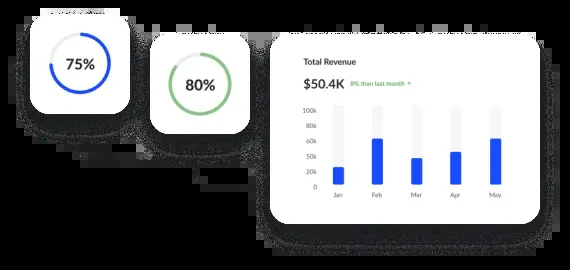 75%
80%
Total Revenue
$50.4K 8% than last month ↑
100k
80k
60k
50k
20k
0
Jan Feb Mar Apr May